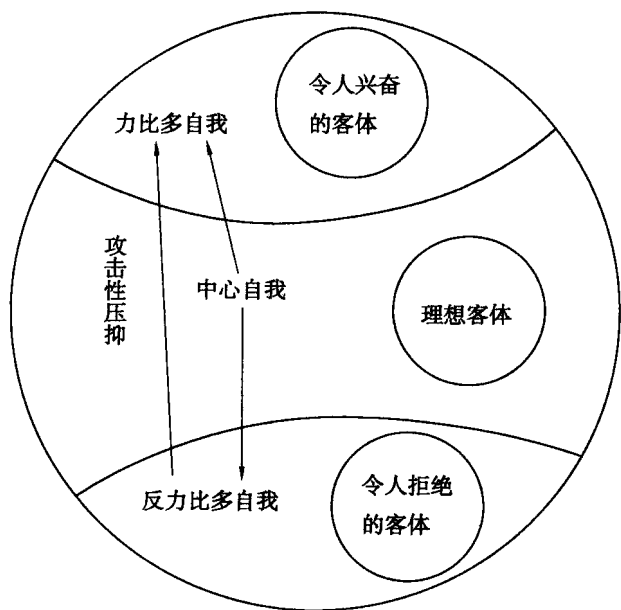 令人兴奋
的客体
力比多自我
攻击性压抑
中心自我
理想客体
反力比多自我
令人拒绝
的客体